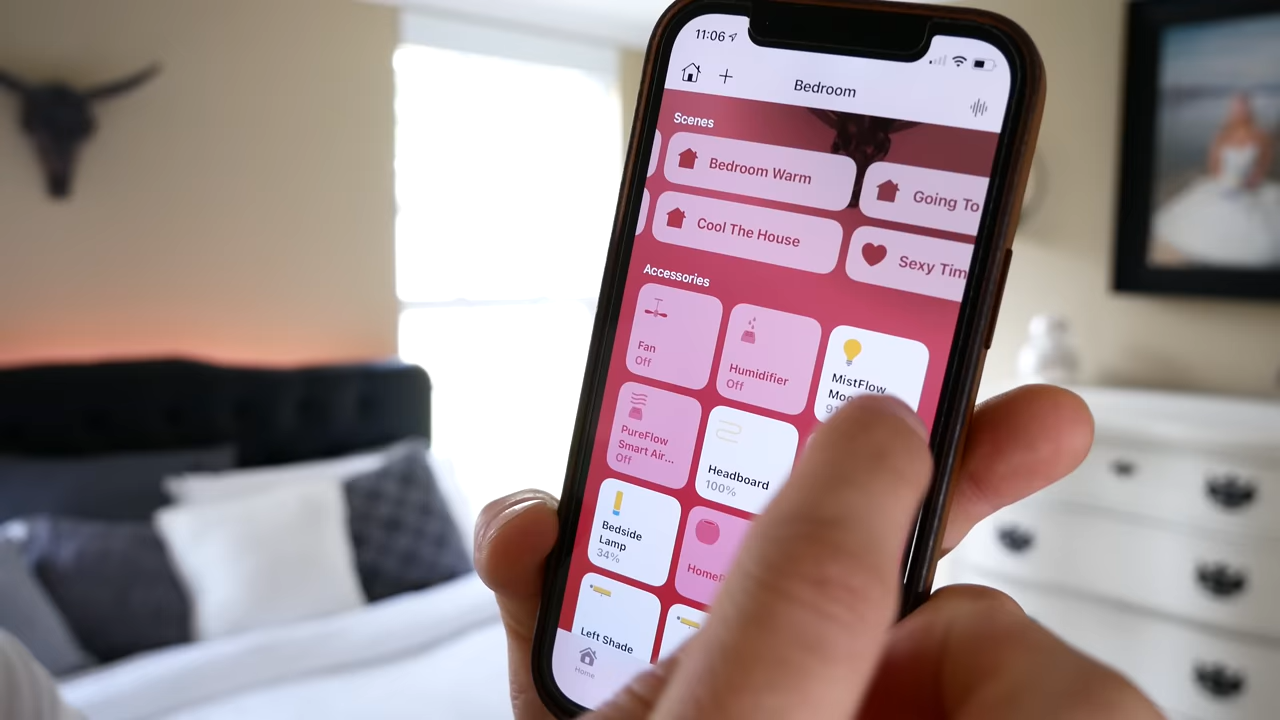 11:06
Bedroom
Scenes
Bedroom Warm
Going To
Cool The House
Sexy Tim
Accessories
Fan
Off
Humidifier
Off
MistFlow
PureFlow
Smart Air...
Off
Headboard
100%
Bedside
Lamp
34%
Left Shade
Home